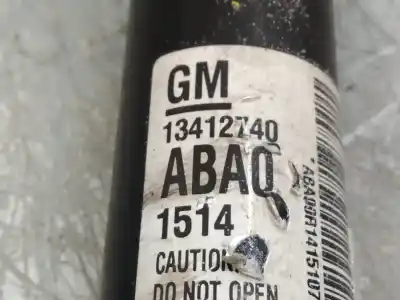 GM
13412740
ABAQ
1514
CAUTION
DO NOT OPEN